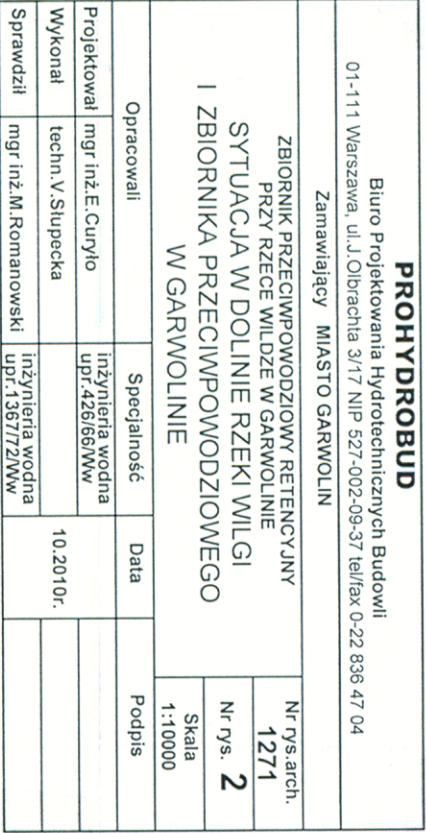 PROHYDROBUD
Biuro Projektowania Hydrotechnicznych Budowli
01-111 Warszawa, ul.J.Olbrachta 3/17 NIP 527-002-09-37 tel/fax 0-22 836 47 04
Zamawiający MIASTO GARWOLIN
ZBIORNIK PRZECIWPOWODZIOWY RETENCYJNY
PRZY RZECE WILDZE W GARWOLINIE
SYTUACJA W DOLINIE RZEKI WILGI
I ZBIORNIKA PRZECIWPOWODZIOWEGO
W GARWOLINIE
Nr rys.arch.
1271
Nr rys. 2
Skala
1:10000
Opracowali Specjalność Data Podpis
Projektował mgr inż.E.Curyło inżynieria wodna
upr.426/66/Ww
Wykonał techn.V.Słupecka 10.2010r.
Sprawdził mgr inż.M.Romanowski inżynieria wodna
upr.1367/72/Ww